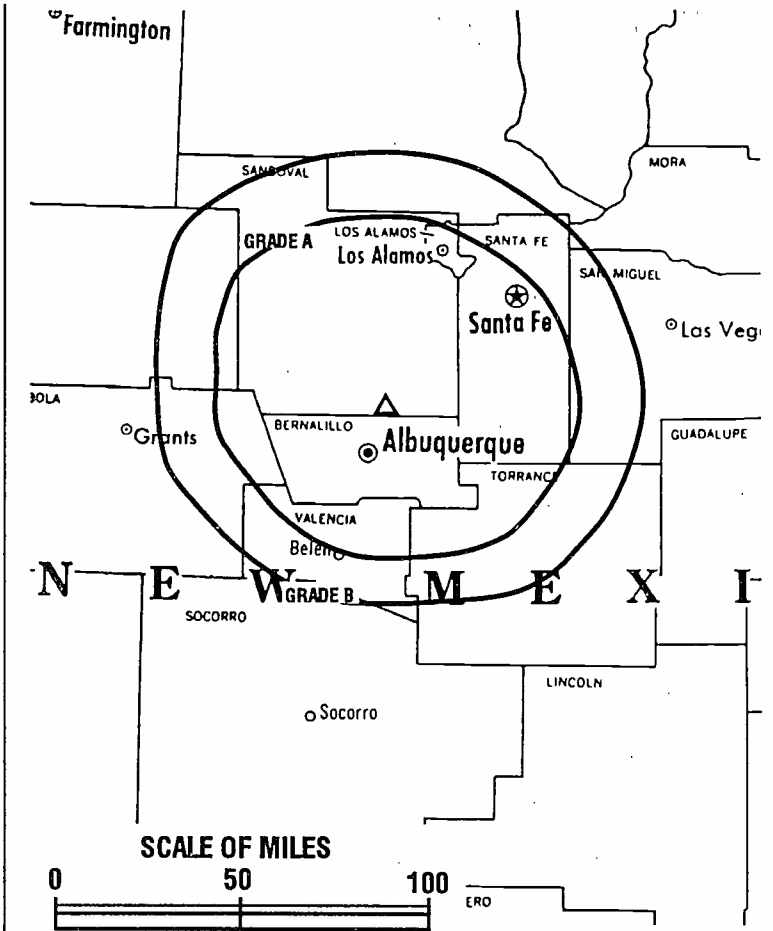 Farmington
MORA
SANDOVAL
LOS ALAMOS
GRADE A
SANTA FE
Los Alamos
SAN MIGUEL
Santa Fe
Las Veg
BOLA
BERNALILLO
GUADALUPE
Grants
Albuquerque
TORRANCE
VALENCIA
Belen
N E W M E X I
GRADE B
SOCORRO
LINCOLN
Socorro
SCALE OF MILES
0 50 100
ERO